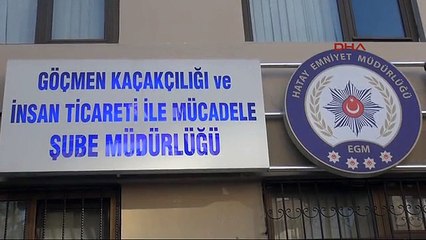 DHA
GÖÇMEN KAÇAKÇILIĞI ve
İNSAN TİCARETİ İLE MÜCADELE
ŞUBE MÜDÜRLÜĞÜ
HATAY EMNİYET MÜDÜRLÜĞÜ
EGM